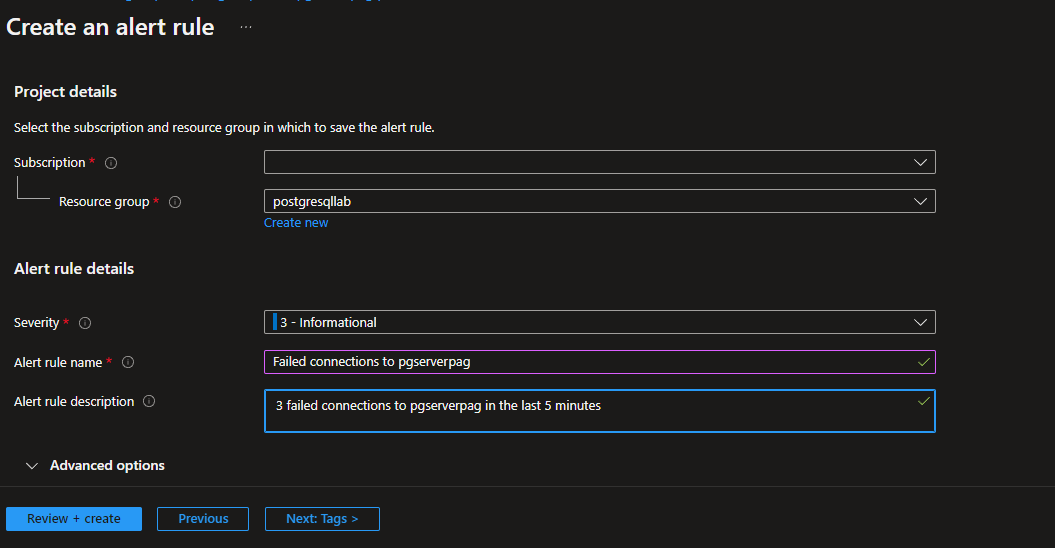 Create an alert rule ...
Project details
Select the subscription and resource group in which to save the alert rule.
Subscription *
Resource group * postgresqllab
Create new
Alert rule details
Severity * 3 - Informational
Alert rule name * Failed connections to pgserverpag
Alert rule description 3 failed connections to pgserverpag in the last 5 minutes
Advanced options
Review + create Previous Next: Tags >